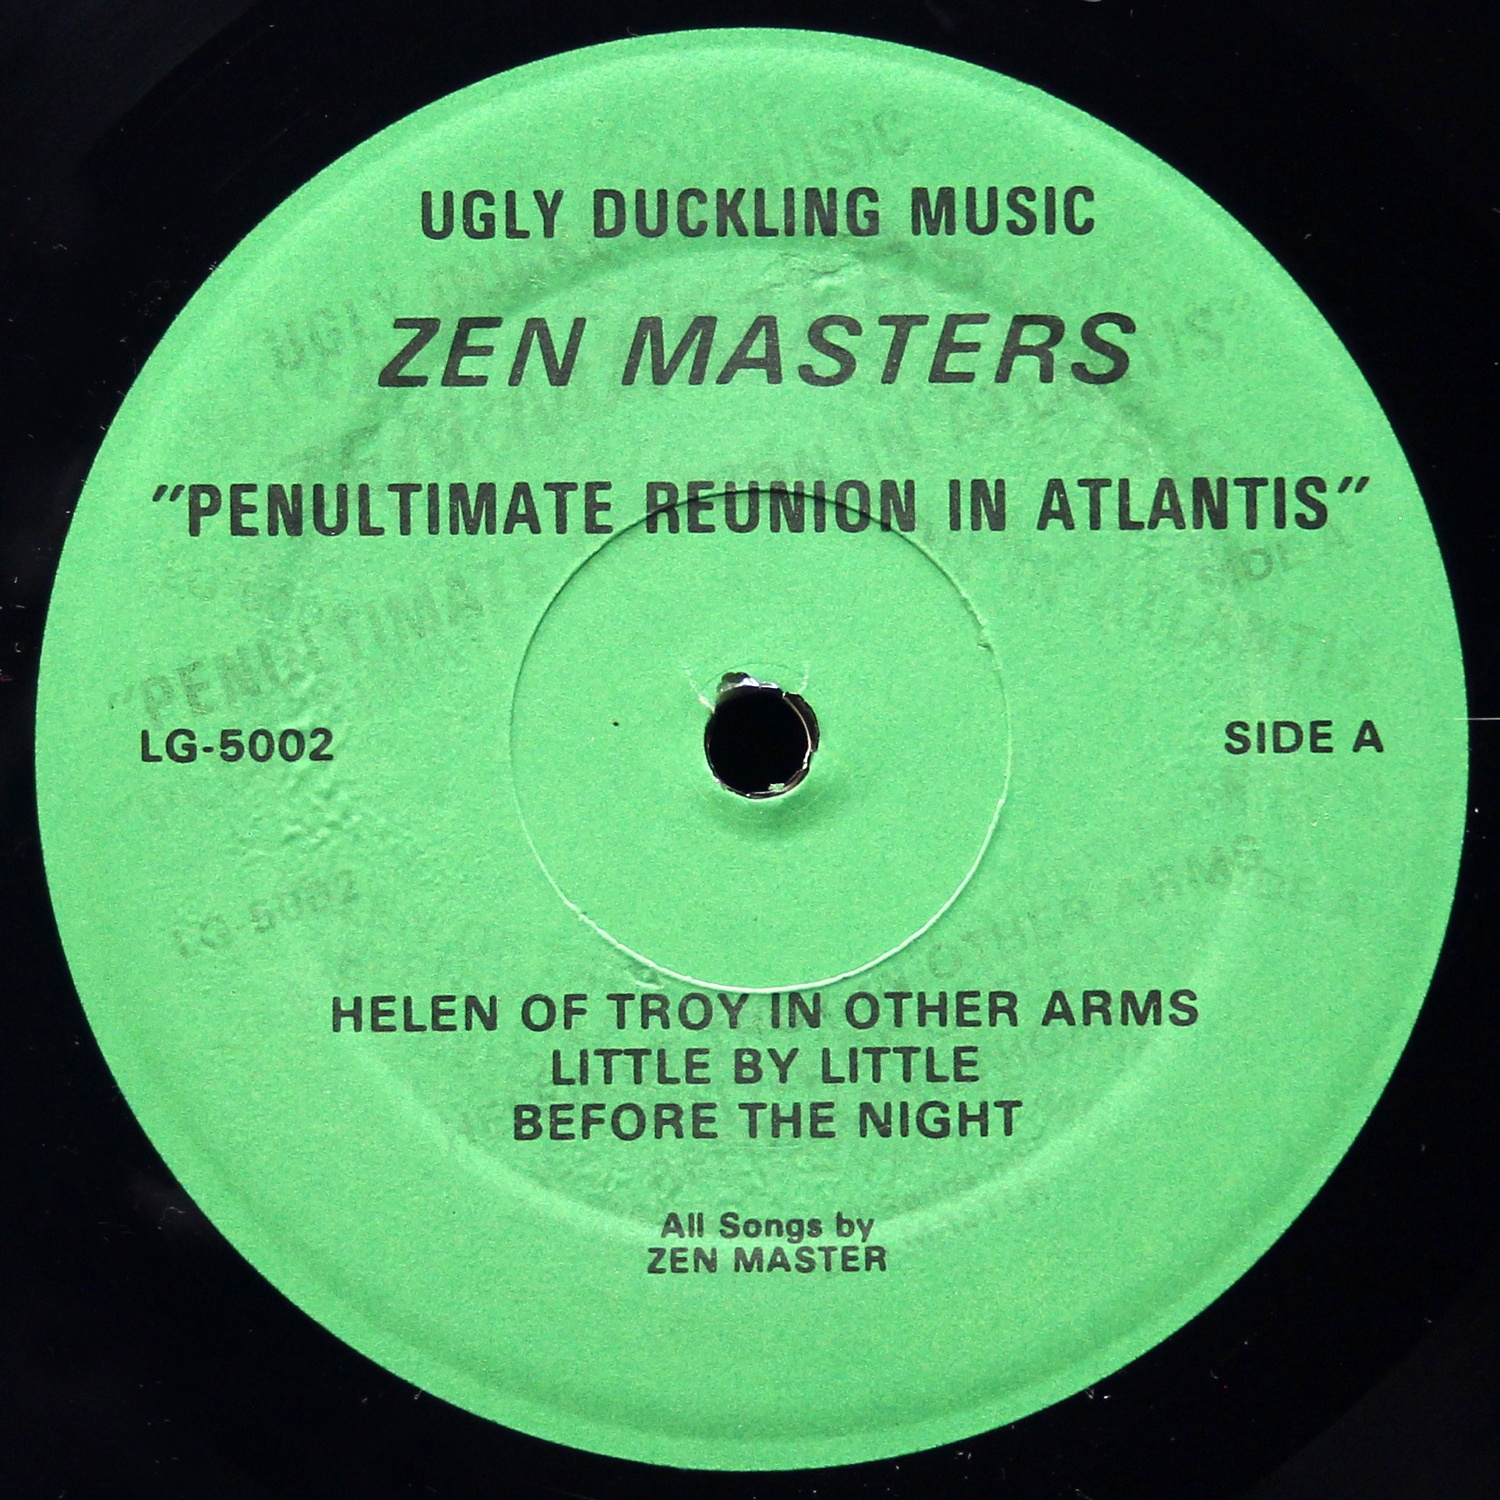 UGLY DUCKLING MUSIC
ZEN MASTERS
"PENULTIMATE REUNION IN ATLANTIS"
LG-5002
SIDE A
HELEN OF TROY IN OTHER ARMS
LITTLE BY LITTLE
BEFORE THE NIGHT
All Songs by
ZEN MASTER